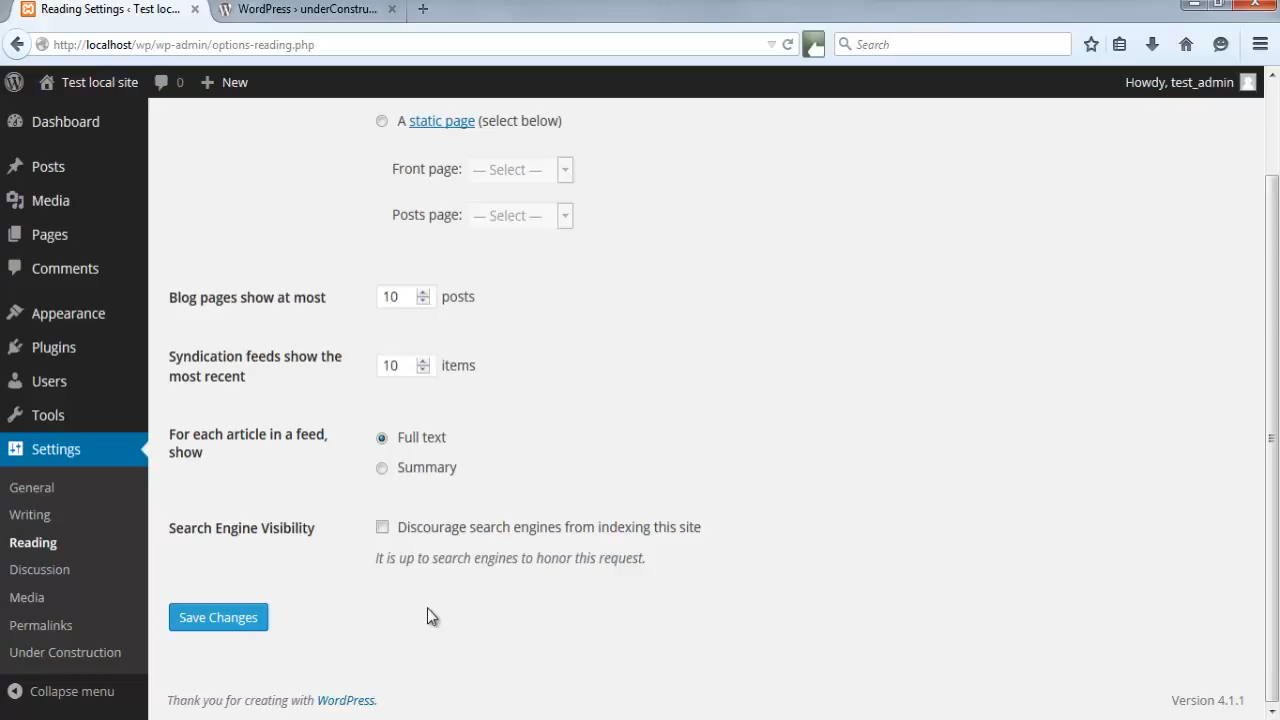 Reading Settings ‹ Test loc...
WordPress › underConstru...
http://localhost/wp/wp-admin/options-reading.php
Search
Test local site
0
New
Howdy, test_admin
Dashboard
Posts
Media
Pages
Comments
Appearance
Plugins
Users
Tools
Settings
General
Writing
Reading
Discussion
Media
Permalinks
Under Construction
Collapse menu
A static page (select below)
Front page: — Select —
Posts page: — Select —
Blog pages show at most 10 posts
Syndication feeds show the
most recent
10 items
For each article in a feed,
show
Full text
Summary
Search Engine Visibility
Discourage search engines from indexing this site
It is up to search engines to honor this request.
Save Changes
Thank you for creating with WordPress.
Version 4.1.1